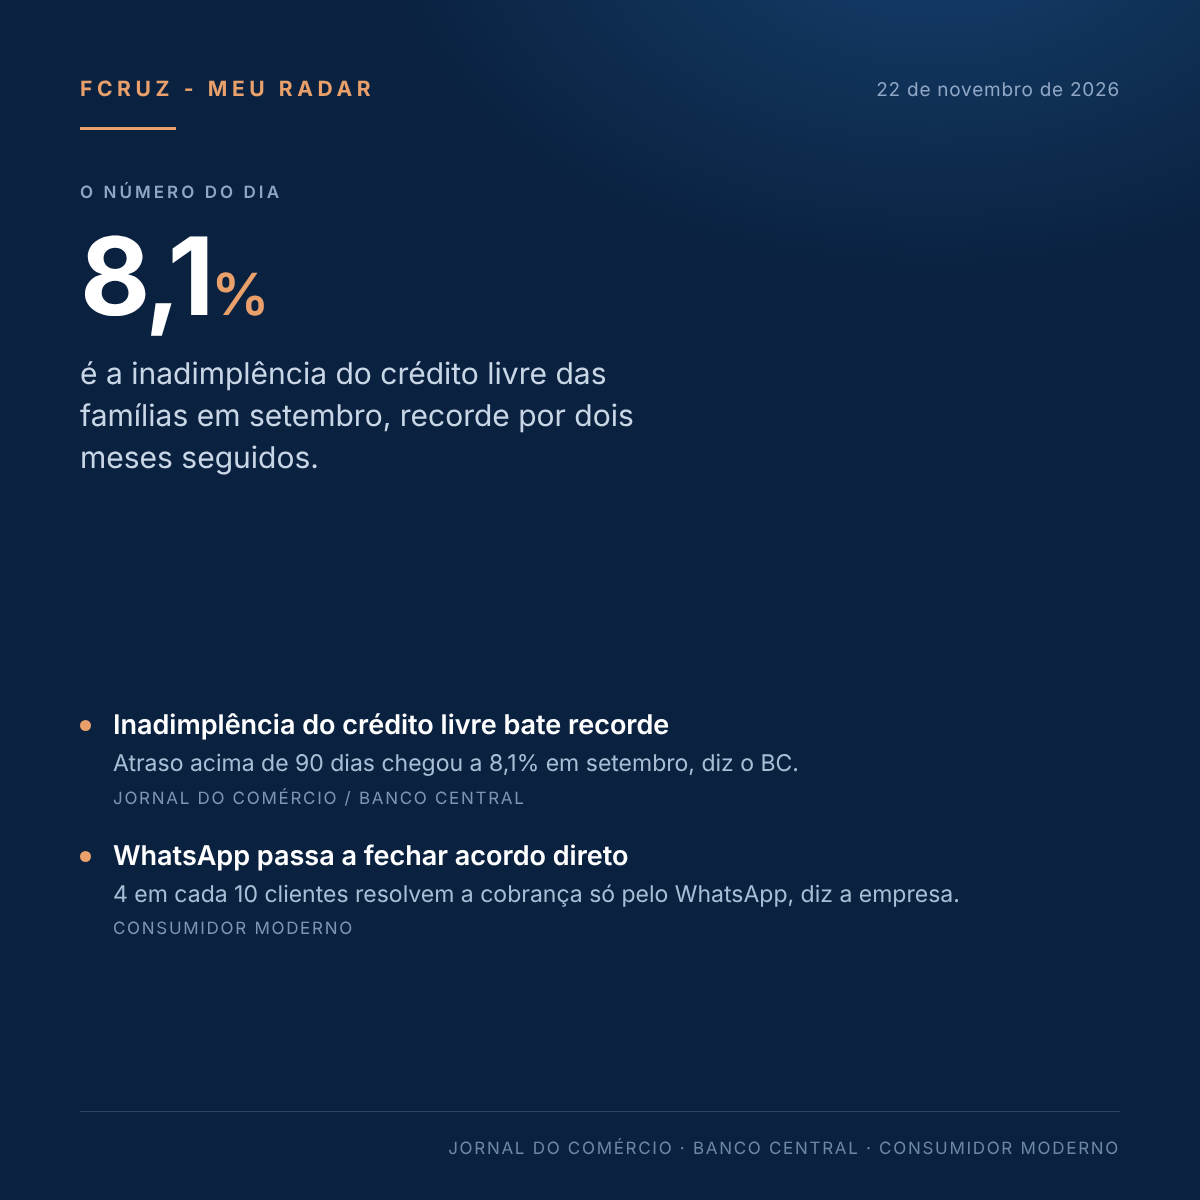 FCRUZ - MEU RADAR
22 de novembro de 2026
O NÚMERO DO DIA
8,1%
é a inadimplência do crédito livre das
famílias em setembro, recorde por dois
meses seguidos.
Inadimplência do crédito livre bate recorde
Atraso acima de 90 dias chegou a 8,1% em setembro, diz o BC.
JORNAL DO COMÉRCIO / BANCO CENTRAL
WhatsApp passa a fechar acordo direto
4 em cada 10 clientes resolvem a cobrança só pelo WhatsApp, diz a empresa.
CONSUMIDOR MODERNO
JORNAL DO COMÉRCIO · BANCO CENTRAL · CONSUMIDOR MODERNO